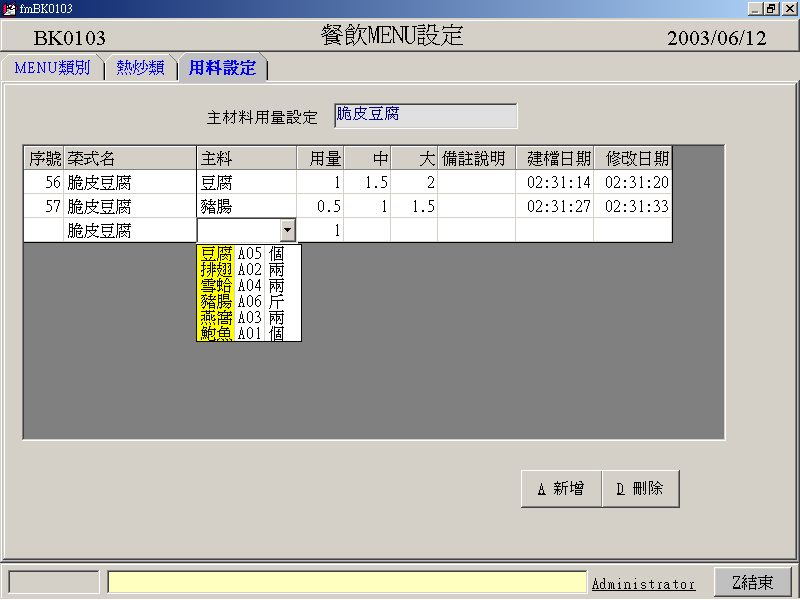 fmBK0103
BK0103 餐飲MENU設定 2003/06/12
MENU類別 熱炒類 用料設定
主材料用量設定 脆皮豆腐
序號 菜式名 主料 用量 中 大 備註說明 建檔日期 修改日期
56 脆皮豆腐 豆腐 1 1.5 2 02:31:14 02:31:20
57 脆皮豆腐 豬腸 0.5 1 1.5 02:31:27 02:31:33
脆皮豆腐 1
豆腐 A05 個
排翅 A02 兩
雪蛤 A04 兩
豬腸 A06 斤
燕窩 A03 兩
鮑魚 A01 個
A 新增 D 刪除
Administrator Z結束